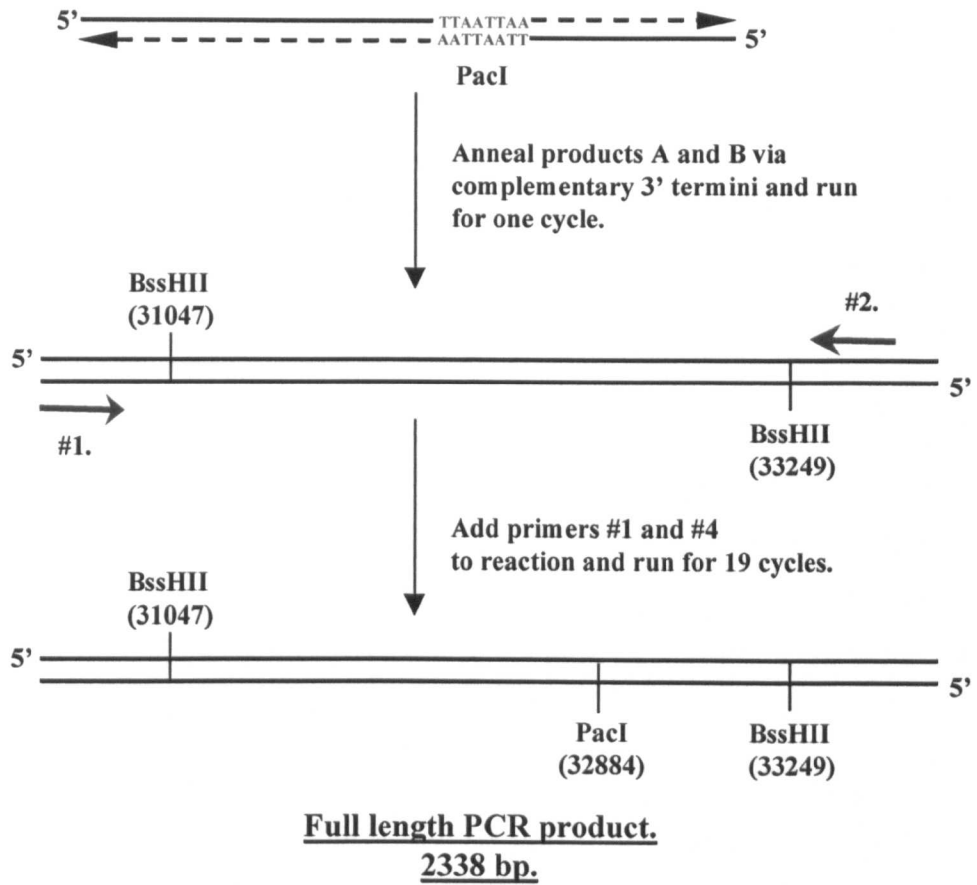 5’ TTAATTAA
AATTAATT 5’
PacI
Anneal products A and B via
complementary 3’ termini and run
for one cycle.
BssHII
(31047)
#2.
5’
5’
#1.
BssHII
(33249)
Add primers #1 and #4
to reaction and run for 19 cycles.
BssHII
(31047)
5’
5’
PacI
(32884)
BssHII
(33249)
Full length PCR product.
2338 bp.